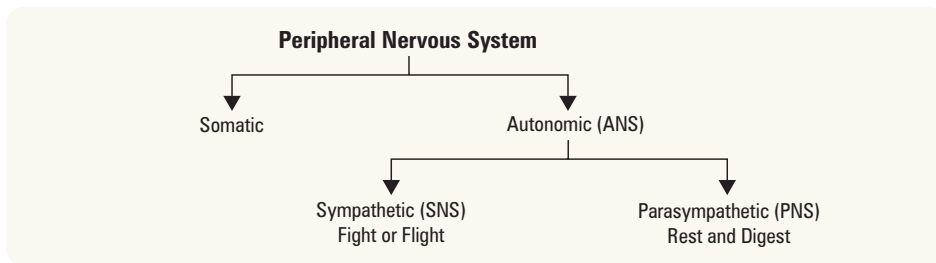 Peripheral Nervous System
Somatic
Autonomic (ANS)
Sympathetic (SNS)
Fight or Flight
Parasympathetic (PNS)
Rest and Digest